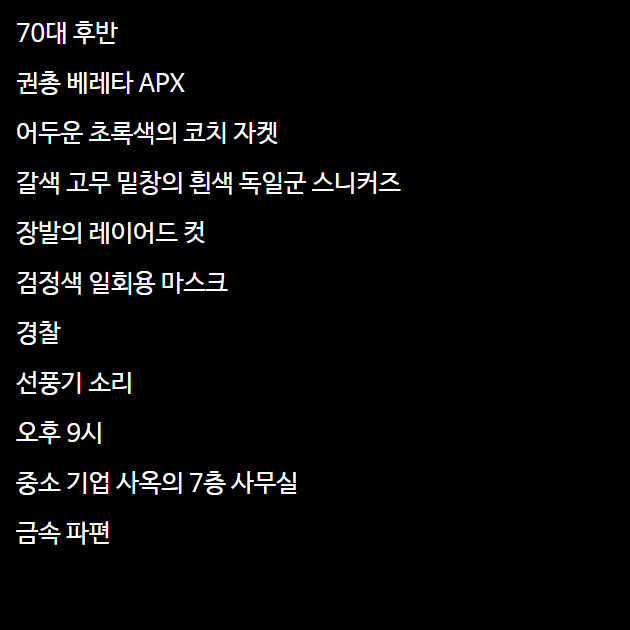 70대 후반
권총 베레타 APX
어두운 초록색의 코치 자켓
갈색 고무 밑창의 흰색 독일군 스니커즈
장발의 레이어드 컷
검정색 일회용 마스크
경찰
선풍기 소리
오후 9시
중소 기업 사옥의 7층 사무실
금속 파편